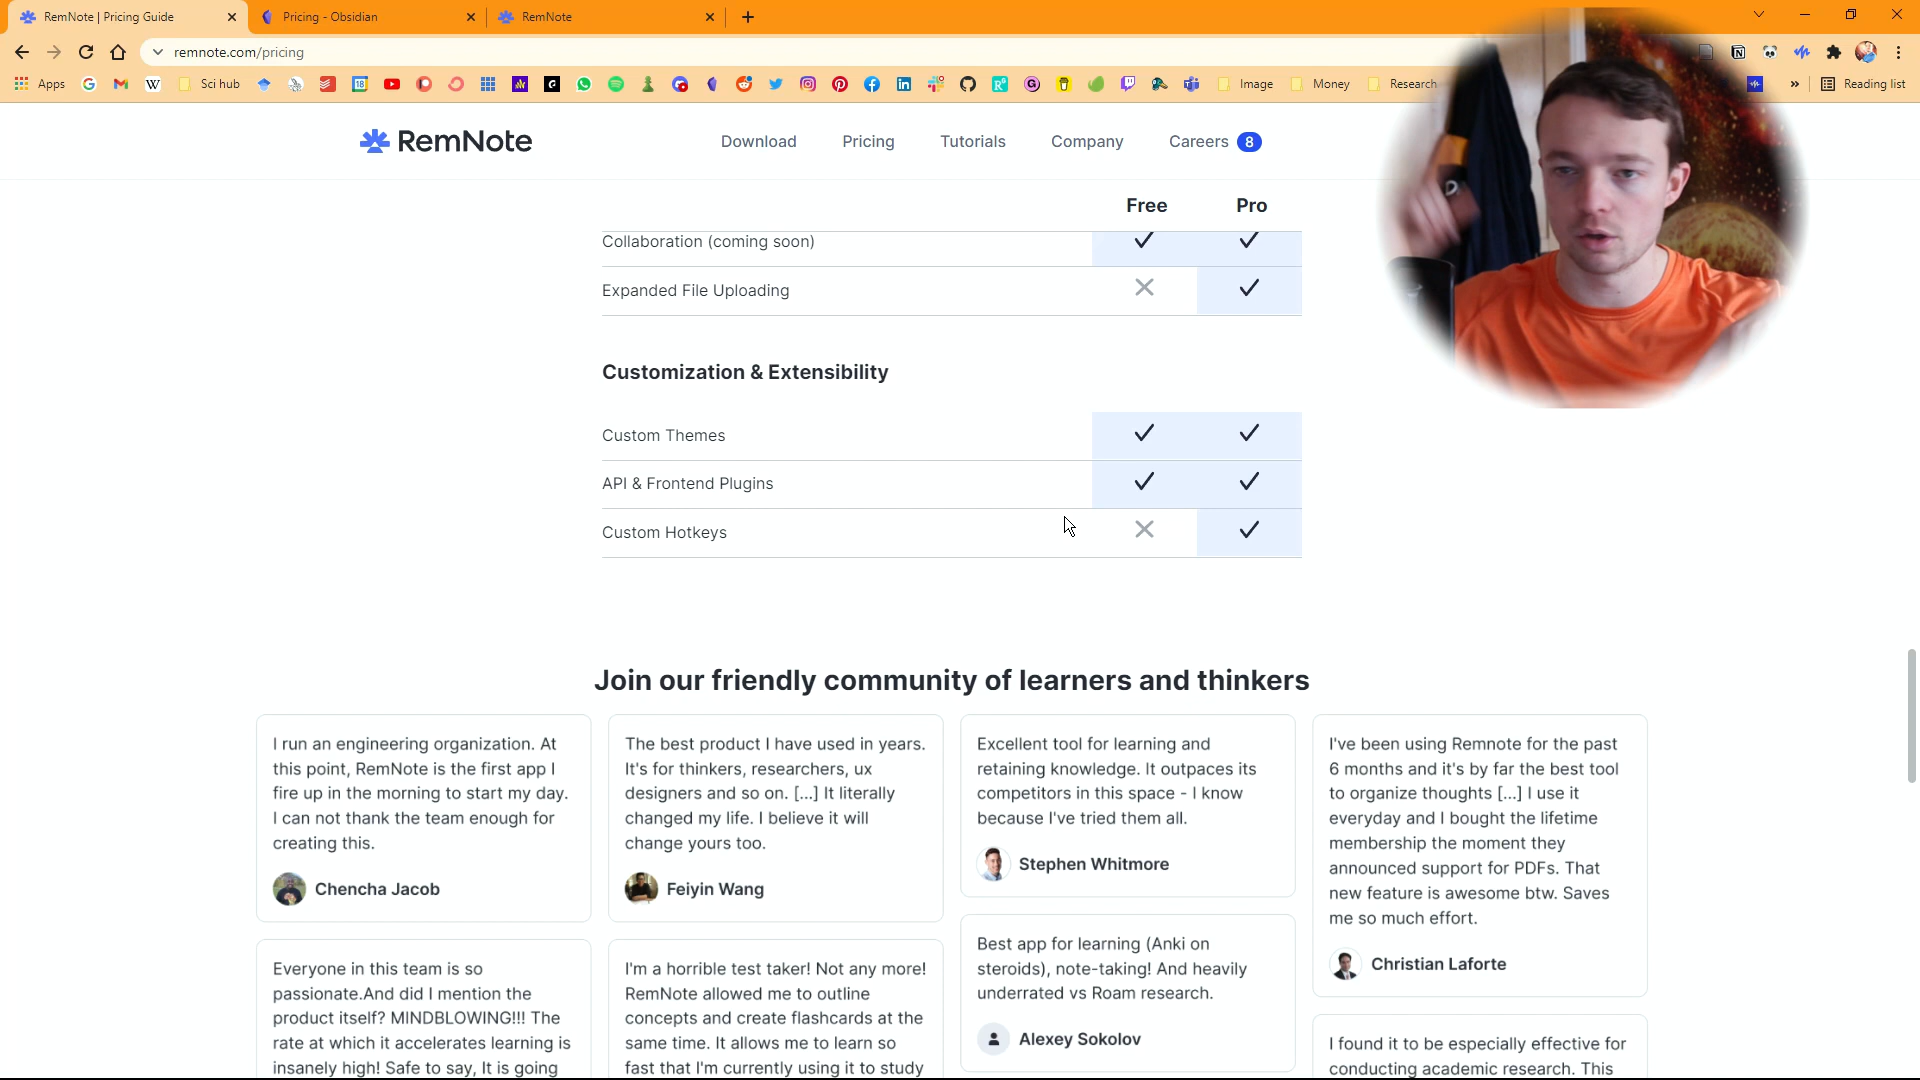 RemNote | Pricing Guide
Pricing - Obsidian
RemNote
remnote.com/pricing
Apps
Sci hub
18
Image
Money
Research
Reading list
RemNote
Download
Pricing
Tutorials
Company
Careers 8
Free Pro
Collaboration (coming soon)
Expanded File Uploading
Customization & Extensibility
Custom Themes
API & Frontend Plugins
Custom Hotkeys
Join our friendly community of learners and thinkers
I run an engineering organization. At
this point, RemNote is the first app I
fire up in the morning to start my day.
I can not thank the team enough for
creating this.
Chencha Jacob
The best product I have used in years.
It's for thinkers, researchers, ux
designers and so on. [...] It literally
changed my life. I believe it will
change yours too.
Feiyin Wang
Excellent tool for learning and
retaining knowledge. It outpaces its
competitors in this space - I know
because I've tried them all.
Stephen Whitmore
I've been using Remnote for the past
6 months and it's by far the best tool
to organize thoughts [...] I use it
everyday and I bought the lifetime
membership the moment they
announced support for PDFs. That
new feature is awesome btw. Saves
me so much effort.
Christian Laforte
Everyone in this team is so
passionate.And did I mention the
product itself? MINDBLOWING!!! The
rate at which it accelerates learning is
insanely high! Safe to say, It is going
I'm a horrible test taker! Not any more!
RemNote allowed me to outline
concepts and create flashcards at the
same time. It allows me to learn so
fast that I'm currently using it to study
Best app for learning (Anki on
steroids), note-taking! And heavily
underrated vs Roam research.
Alexey Sokolov
I found it to be especially effective for
conducting academic research. This